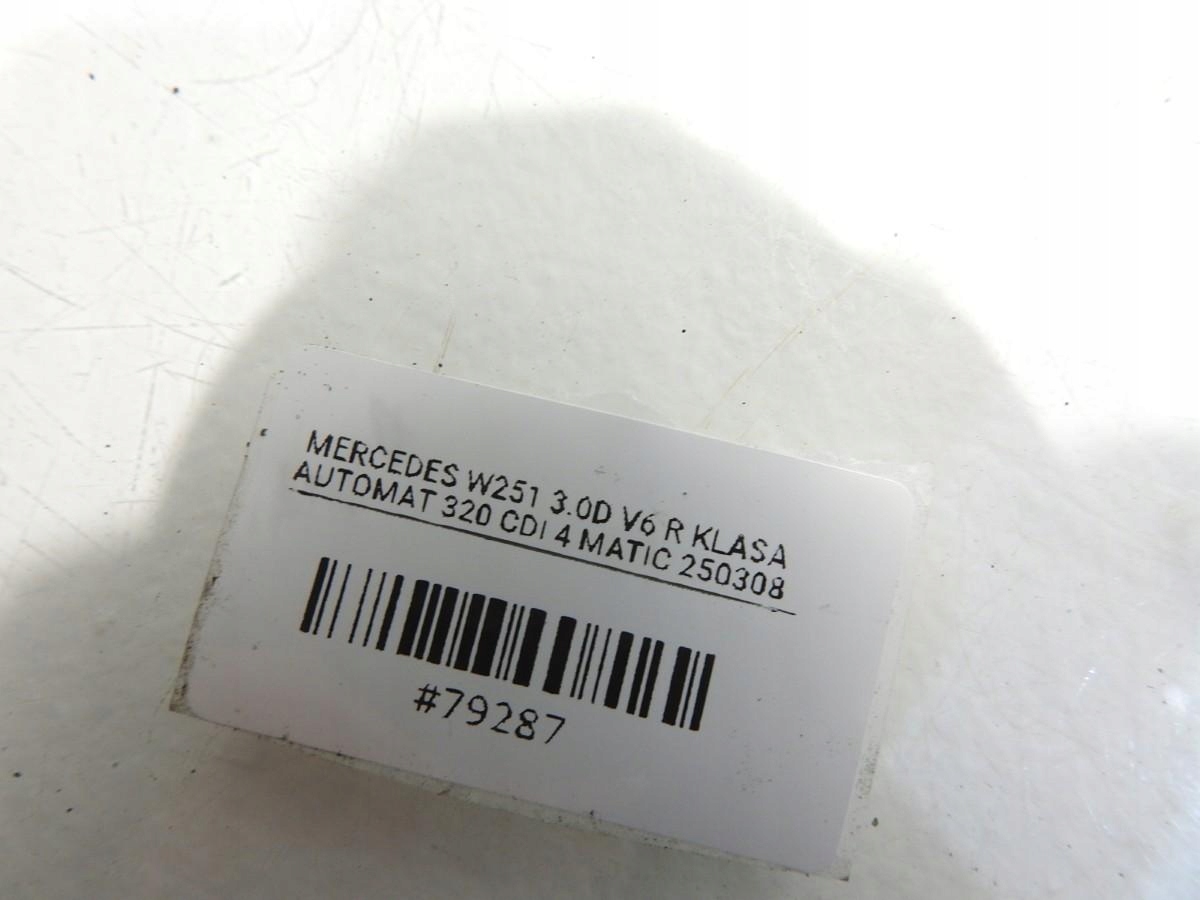 MERCEDES W251 3.0D V6 R KLASA
AUTOMAT 320 CDI 4 MATIC 250308
#79287